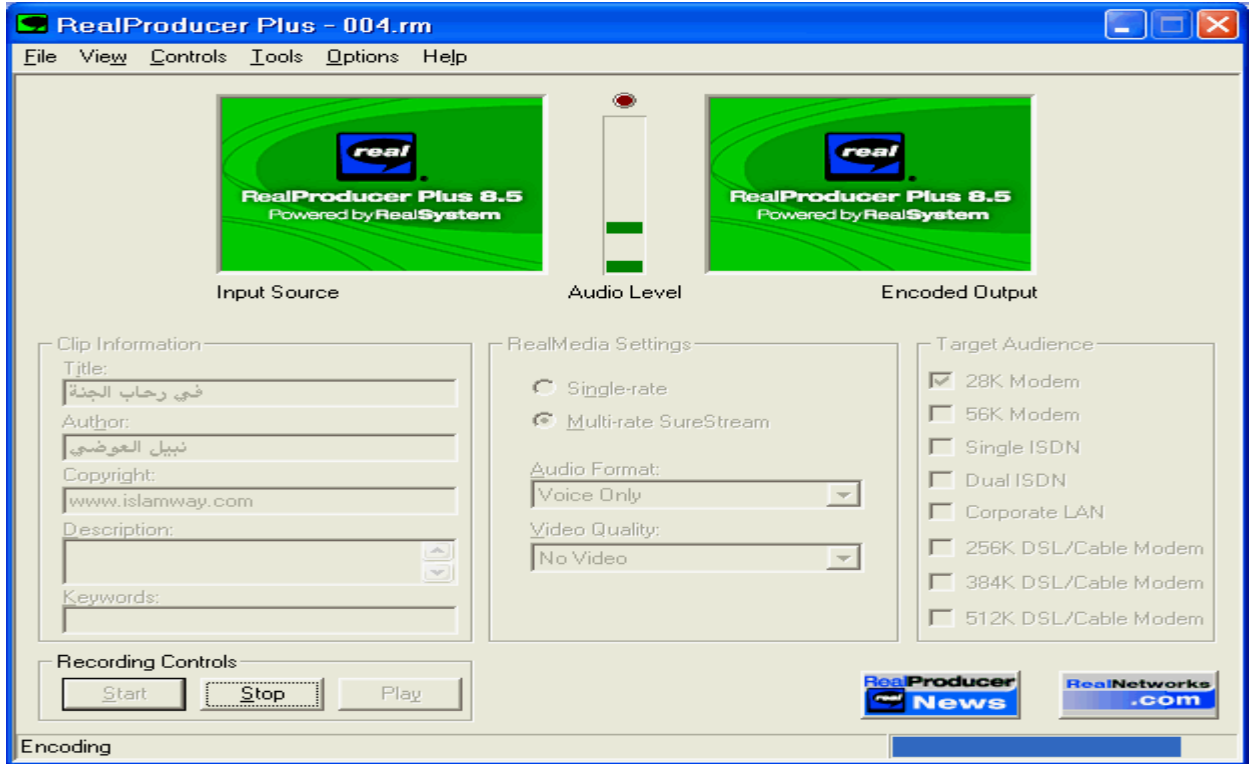 RealProducer Plus - 004.rm
File View Controls Tools Options Help
real
RealProducer Plus 8.5
Powered by RealSystem
real
RealProducer Plus 8.5
Powered by RealSystem
Input Source
Audio Level
Encoded Output
Clip Information
Title:
في رحاب الجنة
Author:
نبيل العوضي
Copyright:
www.islamway.com
Description:
Keywords:
RealMedia Settings
Single-rate
Multi-rate SureStream
Audio Format:
Voice Only
Video Quality:
No Video
Target Audience
28K Modem
56K Modem
Single ISDN
Dual ISDN
Corporate LAN
256K DSL/Cable Modem
384K DSL/Cable Modem
512K DSL/Cable Modem
Recording Controls
Start Stop Play
RealProducer
real News
RealNetworks
.com
Encoding